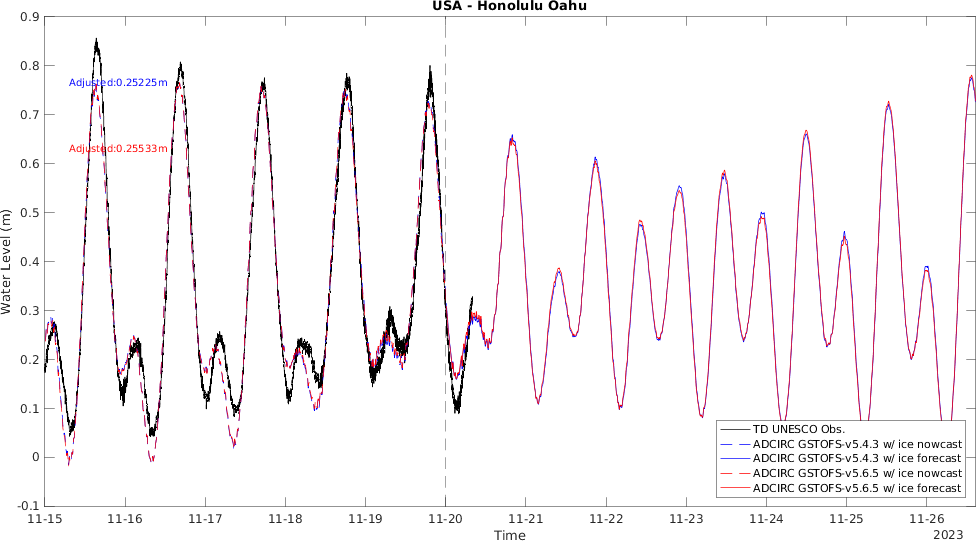 USA - Honolulu Oahu
0.9
0.8
Adjusted:0.25225m
0.7
Adjusted:0.25533m
0.6
0.5
0.4
0.3
0.2
0.1
0
-0.1
Water Level (m)
TD UNESCO Obs.
ADCIRC GSTOFS-v5.4.3 w/ ice nowcast
ADCIRC GSTOFS-v5.4.3 w/ ice forecast
ADCIRC GSTOFS-v5.6.5 w/ ice nowcast
ADCIRC GSTOFS-v5.6.5 w/ ice forecast
11-15 11-16 11-17 11-18 11-19 11-20 11-21 11-22 11-23 11-24 11-25 11-26
Time
2023